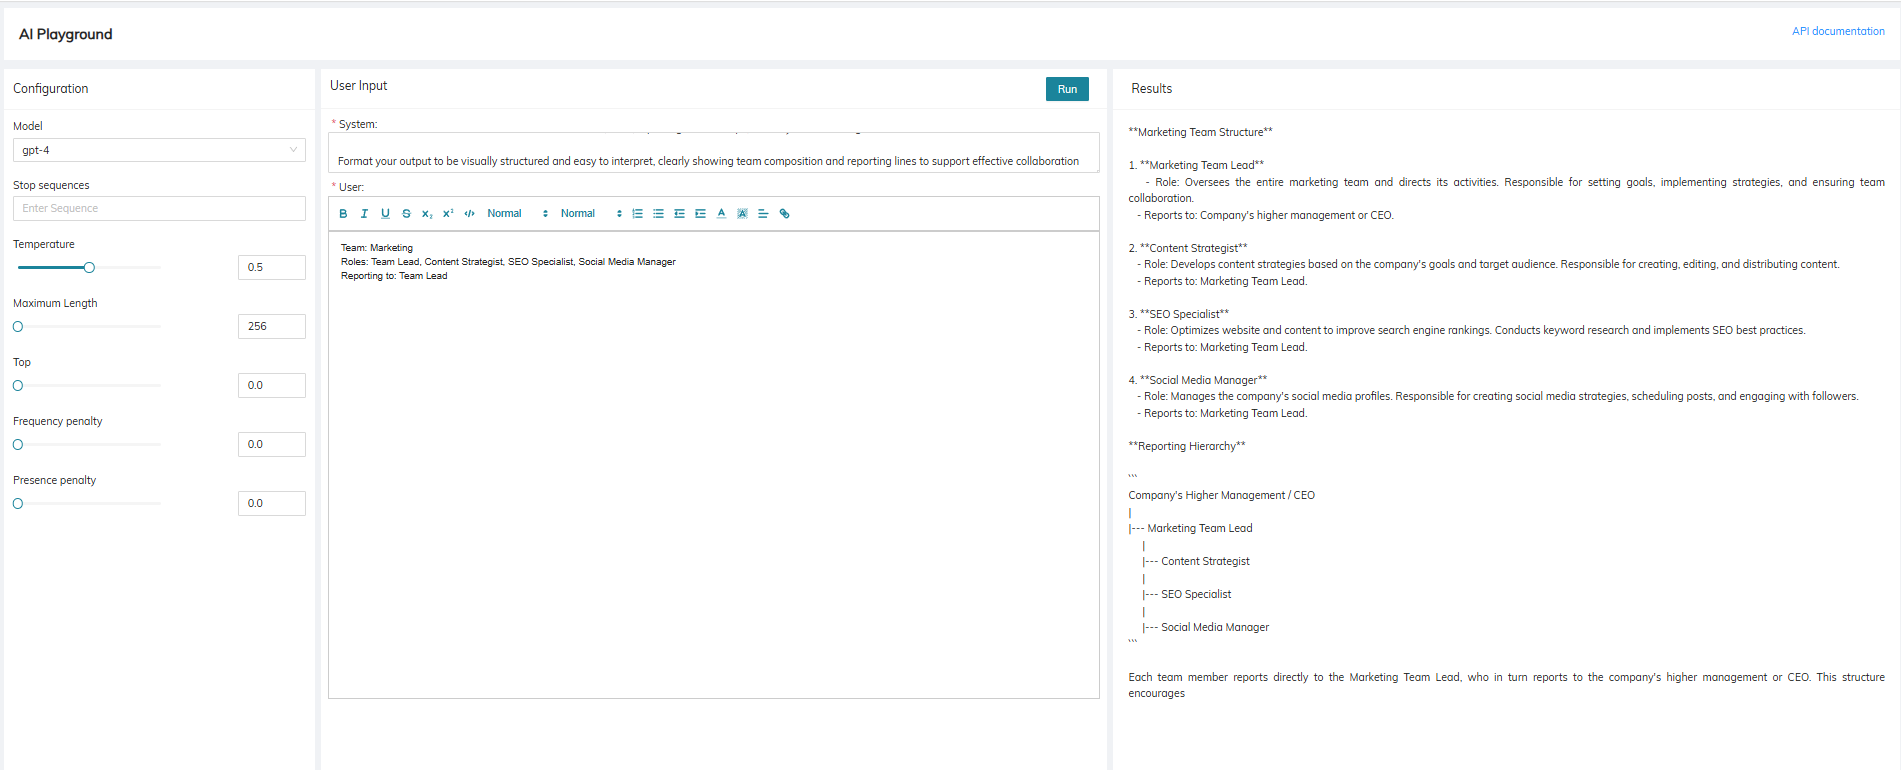 AI Playground
API documentation
Configuration
Model
gpt-4
Stop sequences
Enter Sequence
Temperature
0.5
Maximum Length
256
Top
0.0
Frequency penalty
0.0
Presence penalty
0.0
User Input
Run
* System:
Format your output to be visually structured and easy to interpret, clearly showing team composition and reporting lines to support effective collaboration
* User:
B I U S X₂ X² </> Normal Normal
Team: Marketing
Roles: Team Lead, Content Strategist, SEO Specialist, Social Media Manager
Reporting to: Team Lead
Results
**Marketing Team Structure**
1. **Marketing Team Lead**
- Role: Oversees the entire marketing team and directs its activities. Responsible for setting goals, implementing strategies, and ensuring team
collaboration.
- Reports to: Company's higher management or CEO.
2. **Content Strategist**
- Role: Develops content strategies based on the company's goals and target audience. Responsible for creating, editing, and distributing content.
- Reports to: Marketing Team Lead.
3. **SEO Specialist**
- Role: Optimizes website and content to improve search engine rankings. Conducts keyword research and implements SEO best practices.
- Reports to: Marketing Team Lead.
4. **Social Media Manager**
- Role: Manages the company's social media profiles. Responsible for creating social media strategies, scheduling posts, and engaging with followers.
- Reports to: Marketing Team Lead.
**Reporting Hierarchy**
```
Company's Higher Management / CEO
|
|--- Marketing Team Lead
|
|--- Content Strategist
|
|--- SEO Specialist
|
|--- Social Media Manager
```
Each team member reports directly to the Marketing Team Lead, who in turn reports to the company's higher management or CEO. This structure
encourages